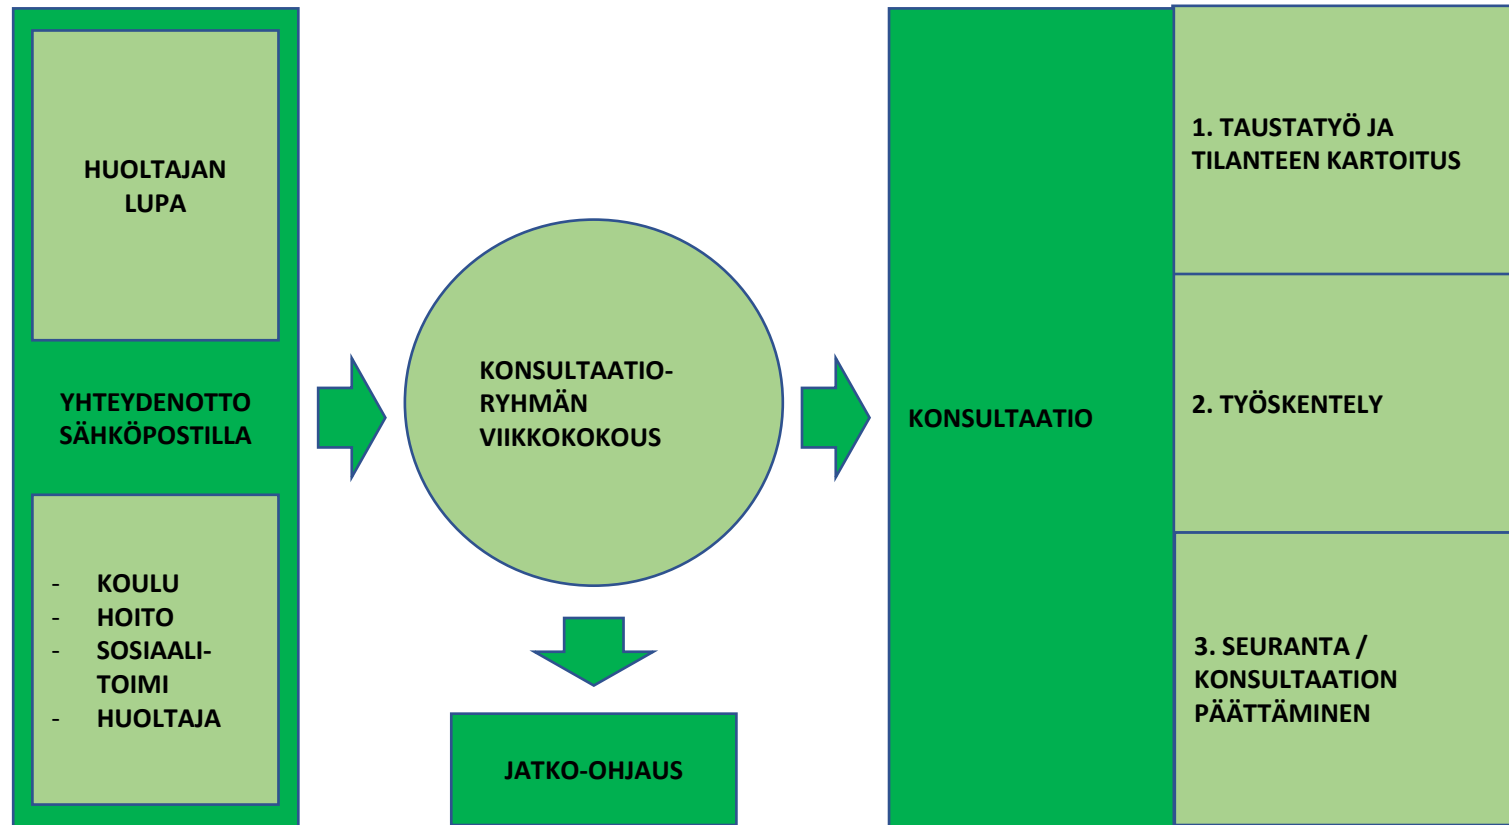 HUOLTAJAN
LUPA
YHTEYDENOTTO
SÄHKÖPOSTILLA
- KOULU
- HOITO
- SOSIAALI-
TOIMI
- HUOLTAJA
KONSULTAATIO-
RYHMÄN
VIIKKOKOKOUS
JATKO-OHJAUS
KONSULTAATIO
1. TAUSTATYÖ JA
TILANTEEN KARTOITUS
2. TYÖSKENTELY
3. SEURANTA /
KONSULTAATION
PÄÄTTÄMINEN